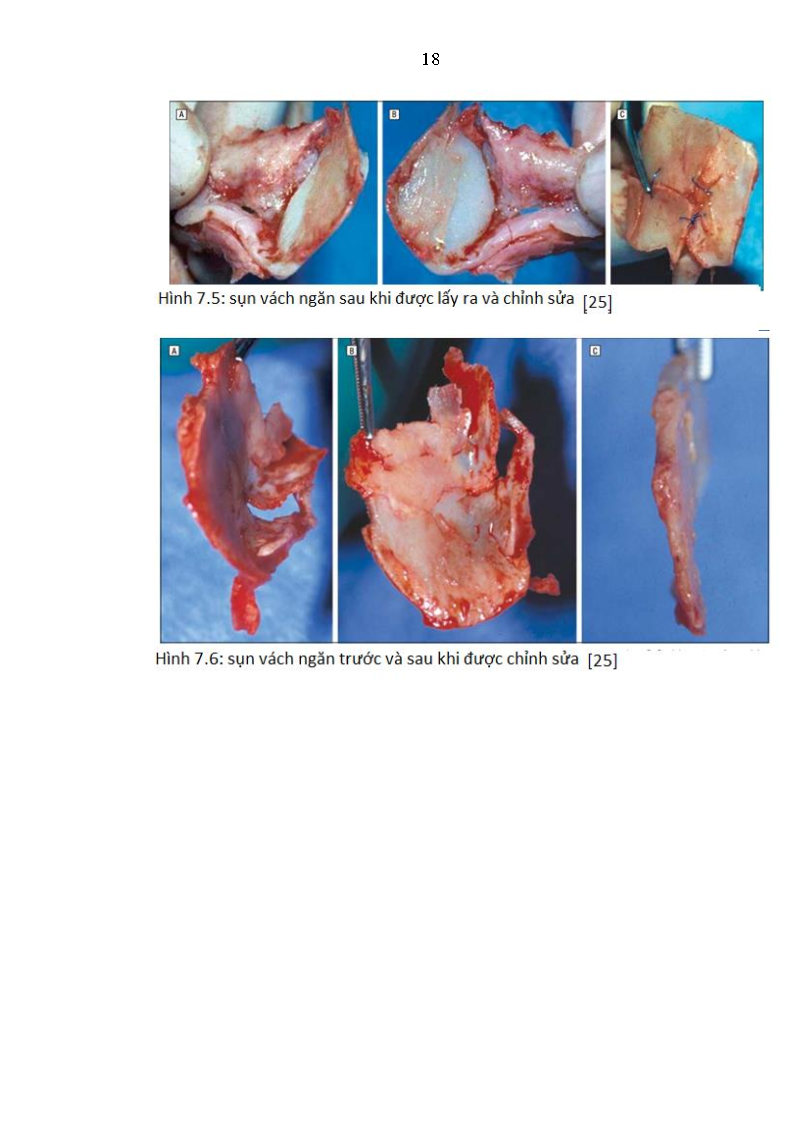 18
A B C
Hình 7.5: sụn vách ngăn sau khi được lấy ra và chỉnh sửa [25]
A B C
Hình 7.6: sụn vách ngăn trước và sau khi được chỉnh sửa [25]